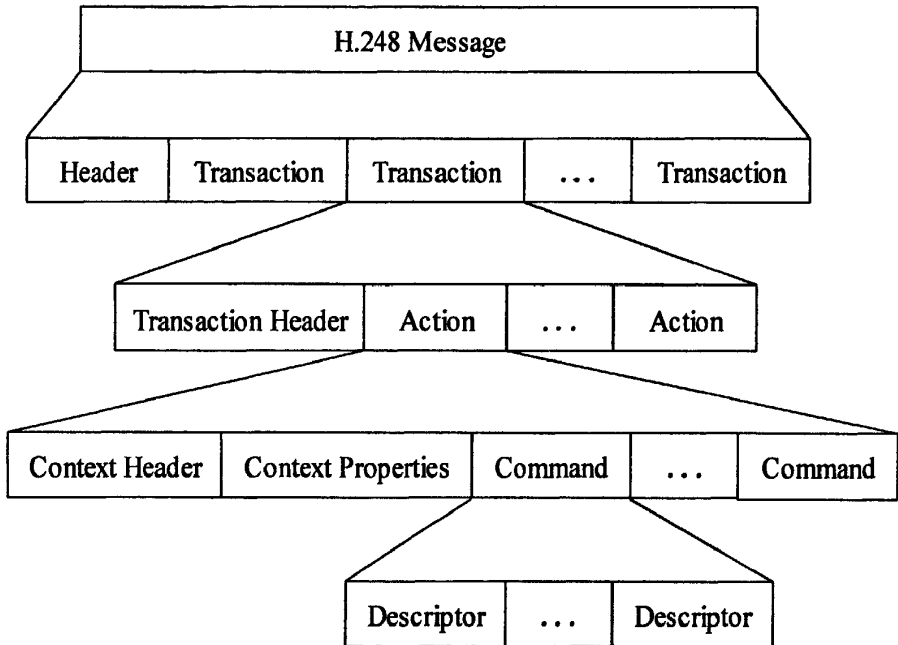 H.248 Message
Header Transaction Transaction ... Transaction
Transaction Header Action ... Action
Context Header Context Properties Command ... Command
Descriptor ... Descriptor